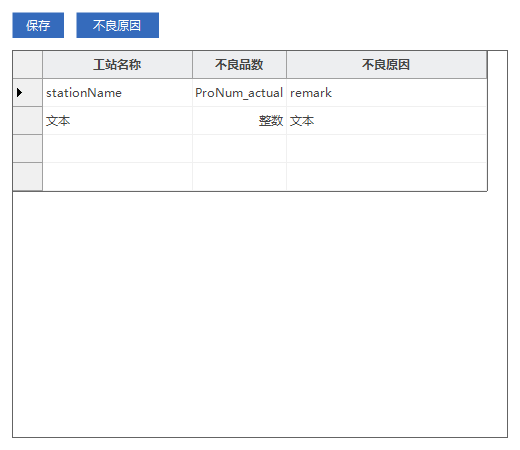 保存 不良原因
工站名称 不良品数 不良原因
stationName ProNum_actual remark
文本 整数 文本